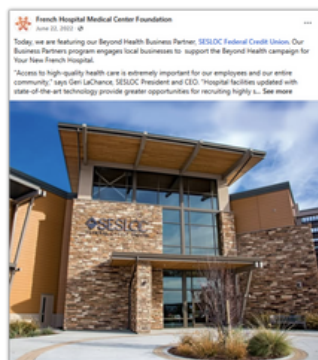 French Hospital Medical Center Foundation
June 22, 2022
Today, we are featuring our Beyond Health Business Partner, SESLOC Federal Credit Union. Our
Business Partners program engages local businesses to support the Beyond Health campaign for
Your New French Hospital.
"Access to high-quality health care is extremely important for our employees and our entire
community," says Geri LaChance, SESLOC President and CEO. "Hospital facilities updated with
state-of-the-art technology provide greater opportunities for recruiting highly s... See more
SESLOC